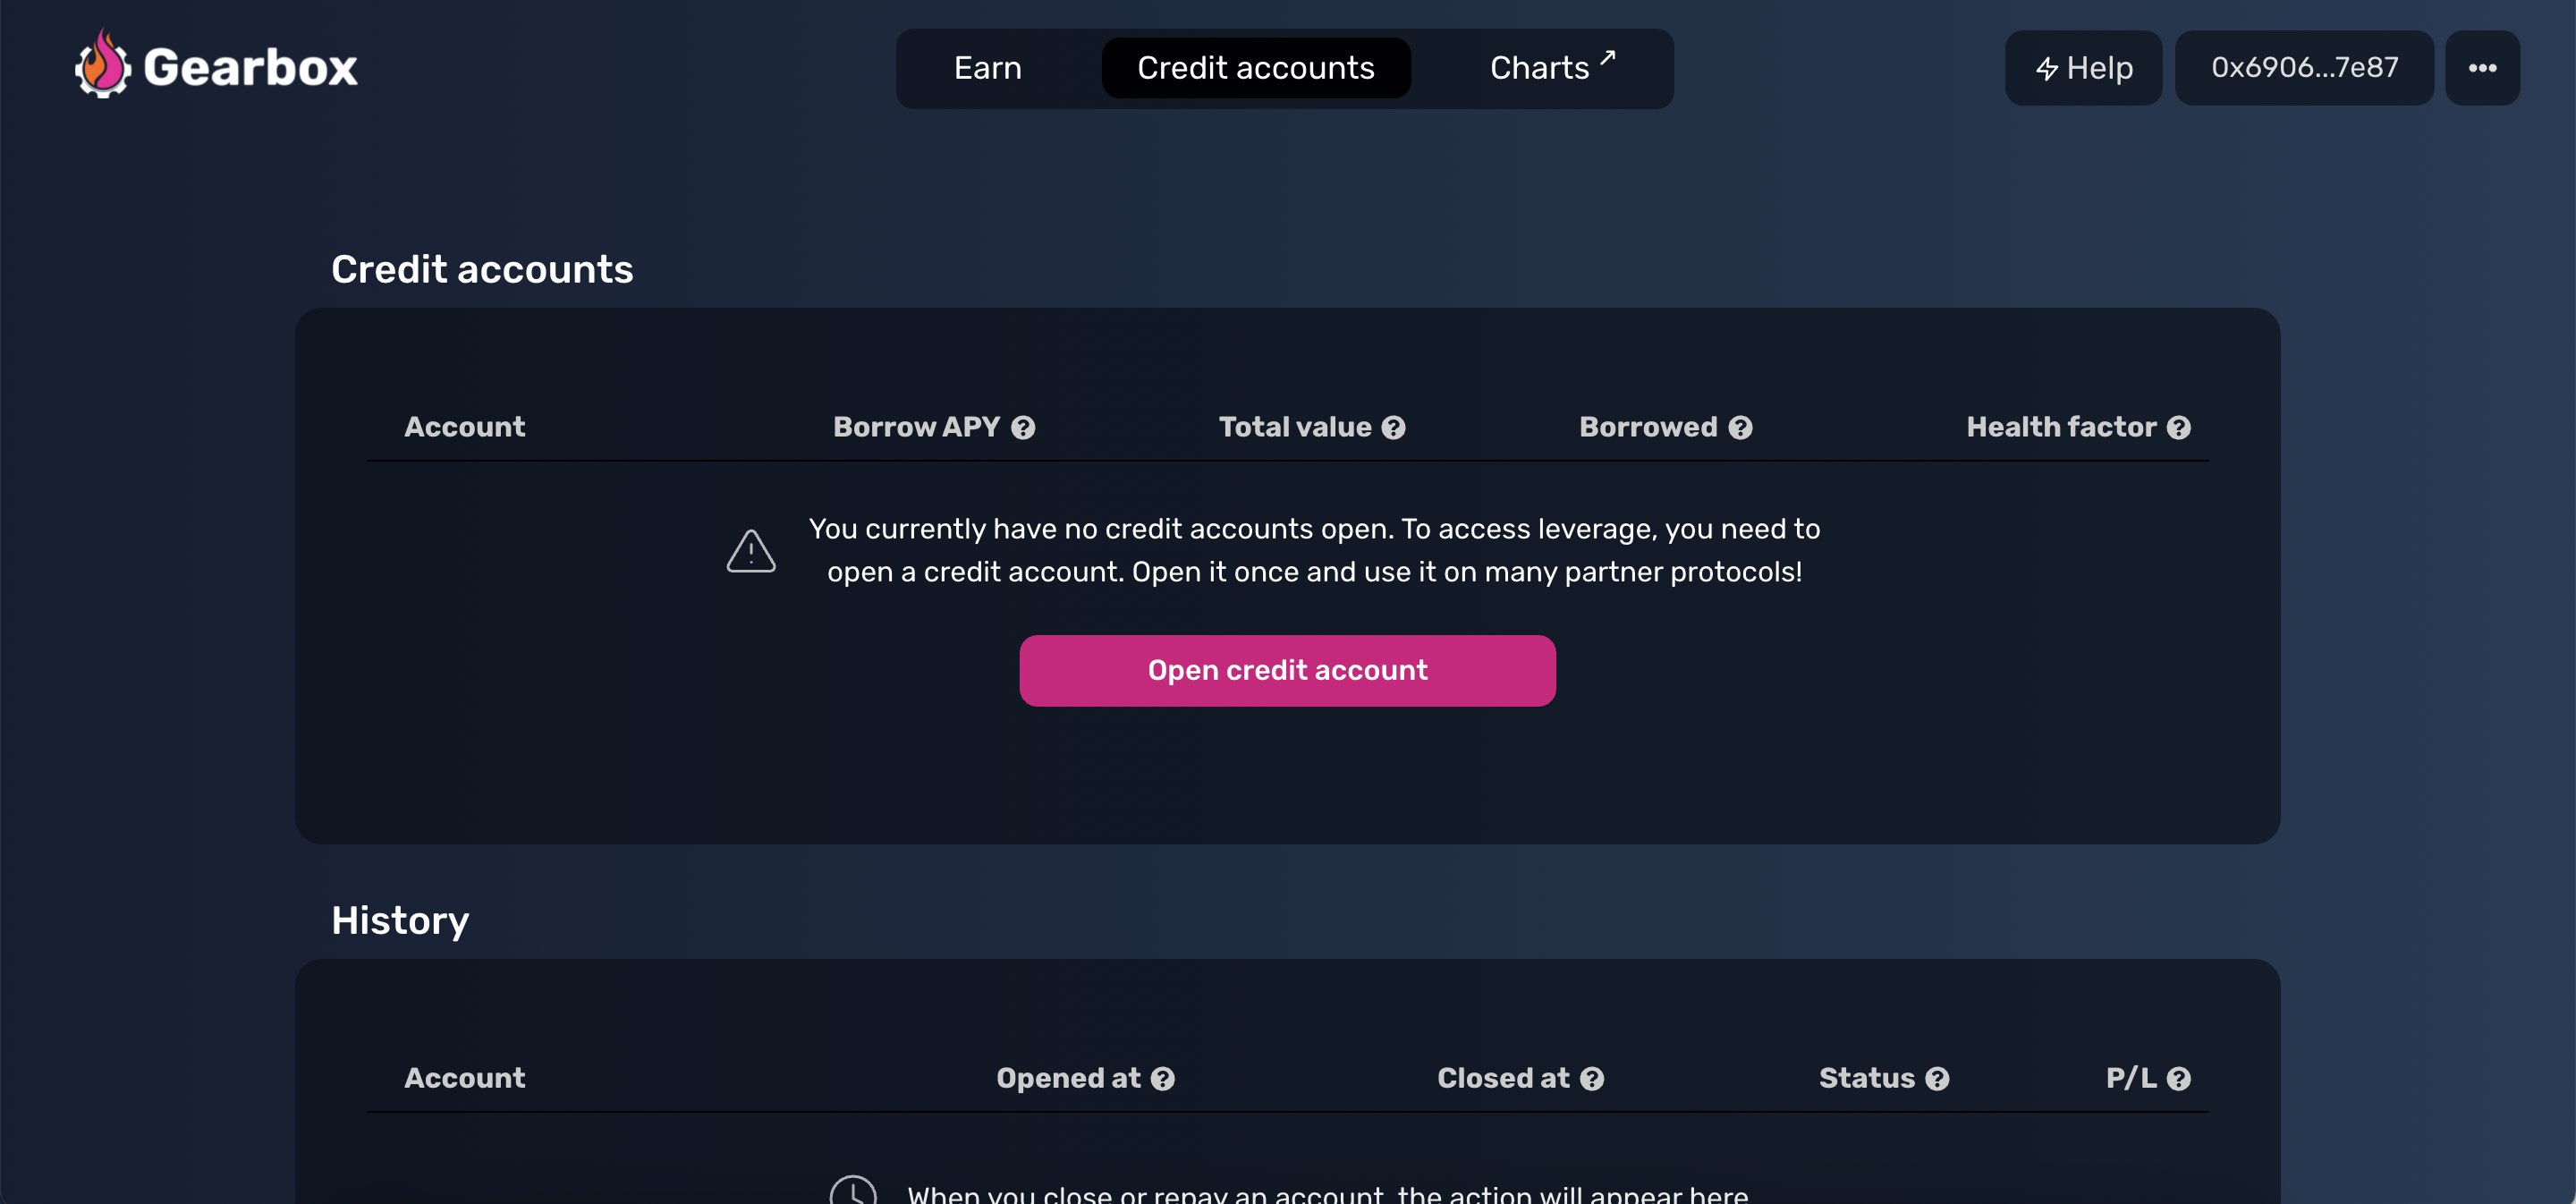 Gearbox
Earn
Credit accounts
Charts
Help
0x6906...7e87
Credit accounts
Account
Borrow APY
Total value
Borrowed
Health factor
You currently have no credit accounts open. To access leverage, you need to
open a credit account. Open it once and use it on many partner protocols!
Open credit account
History
Account
Opened at
Closed at
Status
P/L
When you close or repay an account, the action will appear here